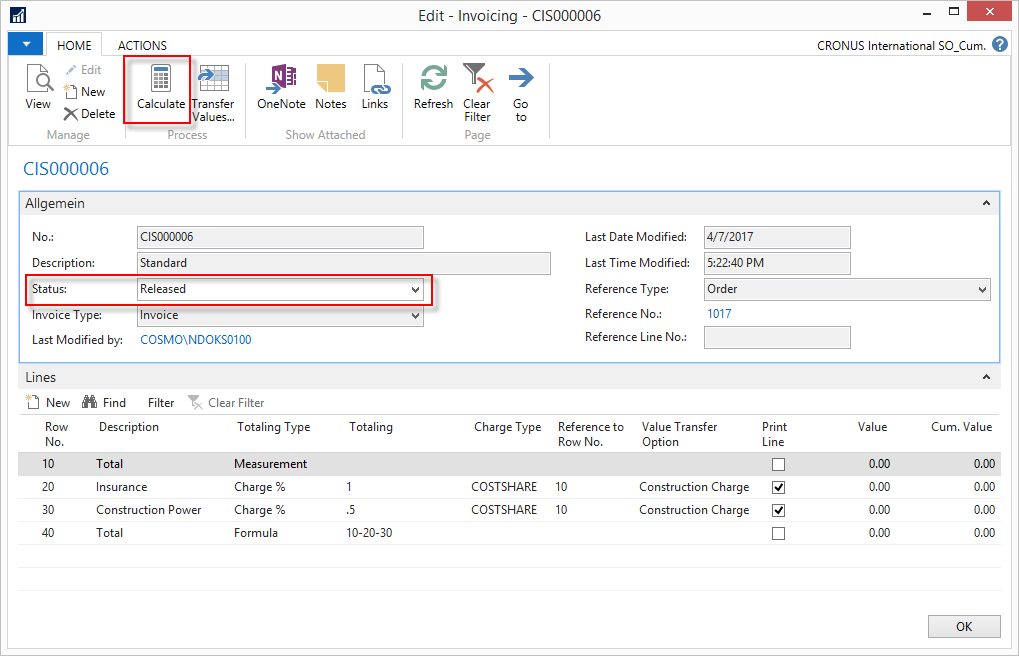 Edit - Invoicing - CIS000006
HOME ACTIONS CRONUS International SO_Cum. ?
View
Edit
New
Delete
Manage
Calculate
Transfer
Values...
Process
OneNote
Notes
Links
Show Attached
Refresh
Clear
Filter
Go
to
Page
CIS000006
Allgemein
No.: CIS000006
Description: Standard
Status: Released
Invoice Type: Invoice
Last Modified by: COSMO\NDOKS0100
Last Date Modified: 4/7/2017
Last Time Modified: 5:22:40 PM
Reference Type: Order
Reference No.: 1017
Reference Line No.:
Lines
New Find Filter Clear Filter
Row No. Description Totaling Type Totaling Charge Type Reference to Row No. Value Transfer Option Print Line Value Cum. Value
10 Total Measurement 0.00 0.00
20 Insurance Charge % 1 COSTSHARE 10 Construction Charge 0.00 0.00
30 Construction Power Charge % .5 COSTSHARE 10 Construction Charge 0.00 0.00
40 Total Formula 10-20-30 0.00 0.00
OK